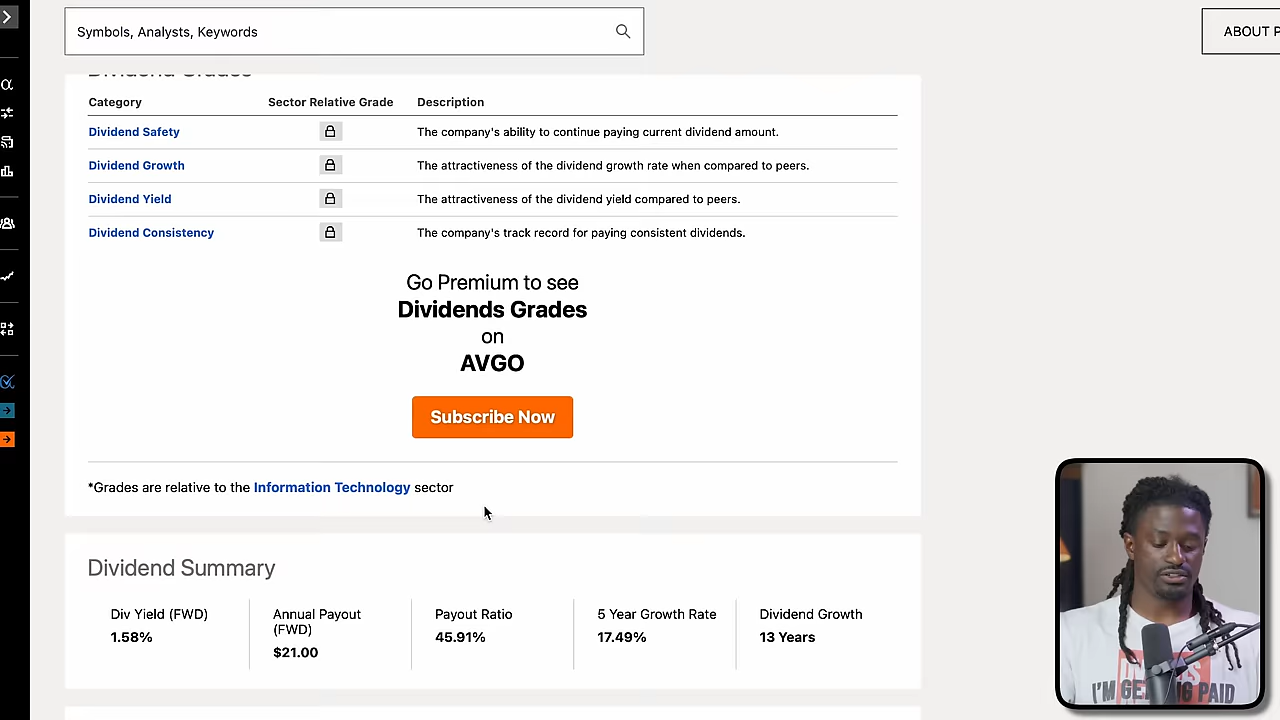 Symbols, Analysts, Keywords
ABOUT P
Dividend Grades
Category Sector Relative Grade Description
Dividend Safety The company's ability to continue paying current dividend amount.
Dividend Growth The attractiveness of the dividend growth rate when compared to peers.
Dividend Yield The attractiveness of the dividend yield compared to peers.
Dividend Consistency The company's track record for paying consistent dividends.
Go Premium to see
Dividends Grades
on
AVGO
Subscribe Now
*Grades are relative to the Information Technology sector
Dividend Summary
Div Yield (FWD) Annual Payout (FWD) Payout Ratio 5 Year Growth Rate Dividend Growth
1.58% $21.00 45.91% 17.49% 13 Years
I'M GE G PAID